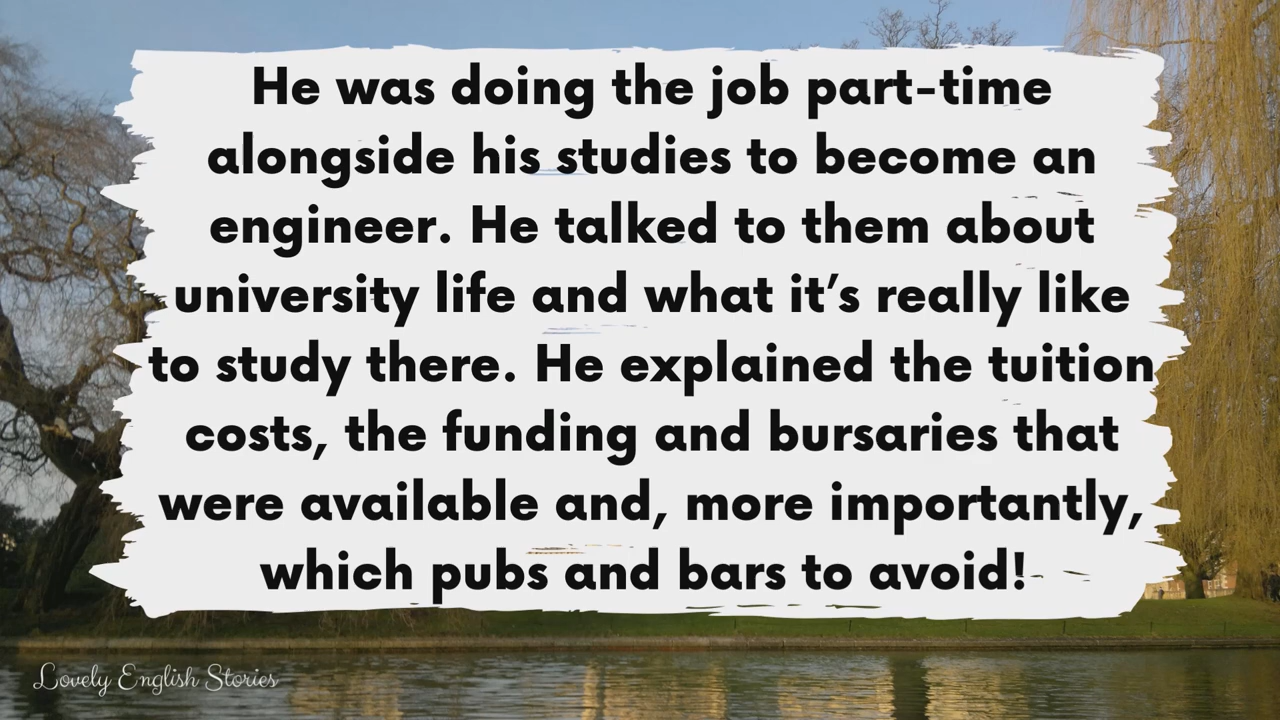 He was doing the job part-time
alongside his studies to become an
engineer. He talked to them about
university life and what it’s really like
to study there. He explained the tuition
costs, the funding and bursaries that
were available and, more importantly,
which pubs and bars to avoid!
Lovely English Stories